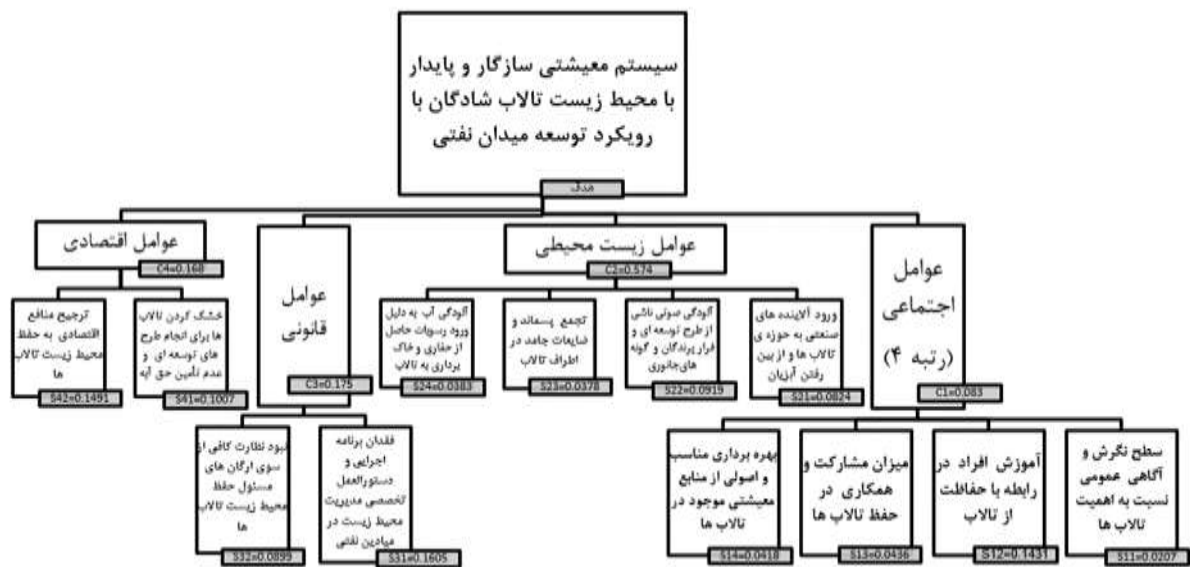 سیستم معیشتی سازگار و پایدار
با محیط زیست تالاب شادگان با
رویکرد توسعه میدان نفتی
هدف
عوامل اجتماعی
(رتبه ۴)
C1=0.083
عوامل زیست محیطی
C2=0.574
عوامل
قانونی
C3=0.175
عوامل اقتصادی
C4=0.168
ورود آلاینده های
صنعتی به حوزه ی
تالاب ها و از بین
رفتن آبزیان
S21=0.0824
آلودگی صوتی ناشی
از طرح توسعه ای و
فرار پرندگان و گونه
های‌جانوری
S22=0.0919
تجمع پسماند و
ضایعات جامد در
اطراف تالاب
S23=0.0378
آلودگی آب به دلیل
ورود رسوبات حاصل
از حفاری و خاک
برداری به تالاب
S24=0.0383
خشک کردن تالاب
ها برای انجام طرح
های توسعه ای و
عدم تأمین حق آبه
S41=0.1007
ترجیح منافع
اقتصادی به حفظ
محیط زیست تالاب
ها
S42=0.1491
سطح نگرش و
آگاهی عمومی
نسبت به اهمیت
تالاب ها
S11=0.0207
آموزش افراد در
رابطه با حفاظت
از تالاب
S12=0.1431
میزان مشارکت و
همکاری در
حفظ تالاب ها
S13=0.0436
بهره برداری مناسب
و اصولی از منابع
معیشتی موجود در
تالاب ها
S14=0.0418
فقدان برنامه
اجرایی و
دستورالعمل
تخصصی مدیریت
محیط زیست در
میادین نفتی
S31=0.1605
نبود نظارت کافی از
سوی ارگان های
مسئول حفظ
محیط زیست تالاب
ها
S32=0.0899